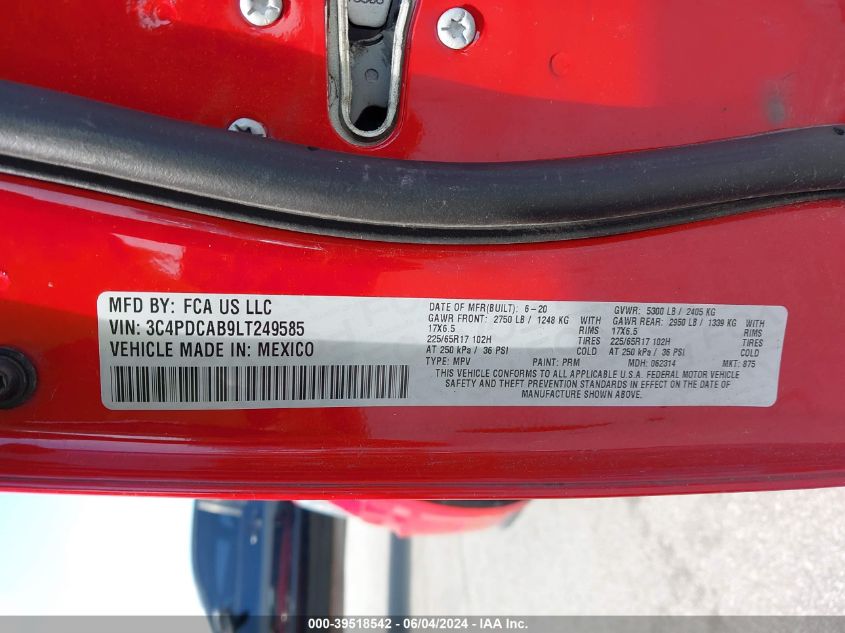 MFD BY: FCA US LLC
VIN: 3C4PDCAB9LT249585
VEHICLE MADE IN: MEXICO
DATE OF MFR(BUILT): 6-20 GVWR: 5300 LB / 2405 KG
GAWR FRONT: 2750 LB / 1248 KG GAWR REAR: 2950 LB / 1339 KG
17X6.5 RIMS 17X6.5 RIMS
225/65R17 102H TIRES 225/65R17 102H TIRES
AT 250 kPa / 36 PSI COLD AT 250 kPa / 36 PSI COLD
TYPE: MPV PAINT: PRM MDH: 062314 MKT: 875
THIS VEHICLE CONFORMS TO ALL APPLICABLE U.S.A. FEDERAL MOTOR VEHICLE
SAFETY AND THEFT PREVENTION STANDARDS IN EFFECT ON THE DATE OF
MANUFACTURE SHOWN ABOVE.
000-39518542 - 06/04/2024 - IAA Inc.